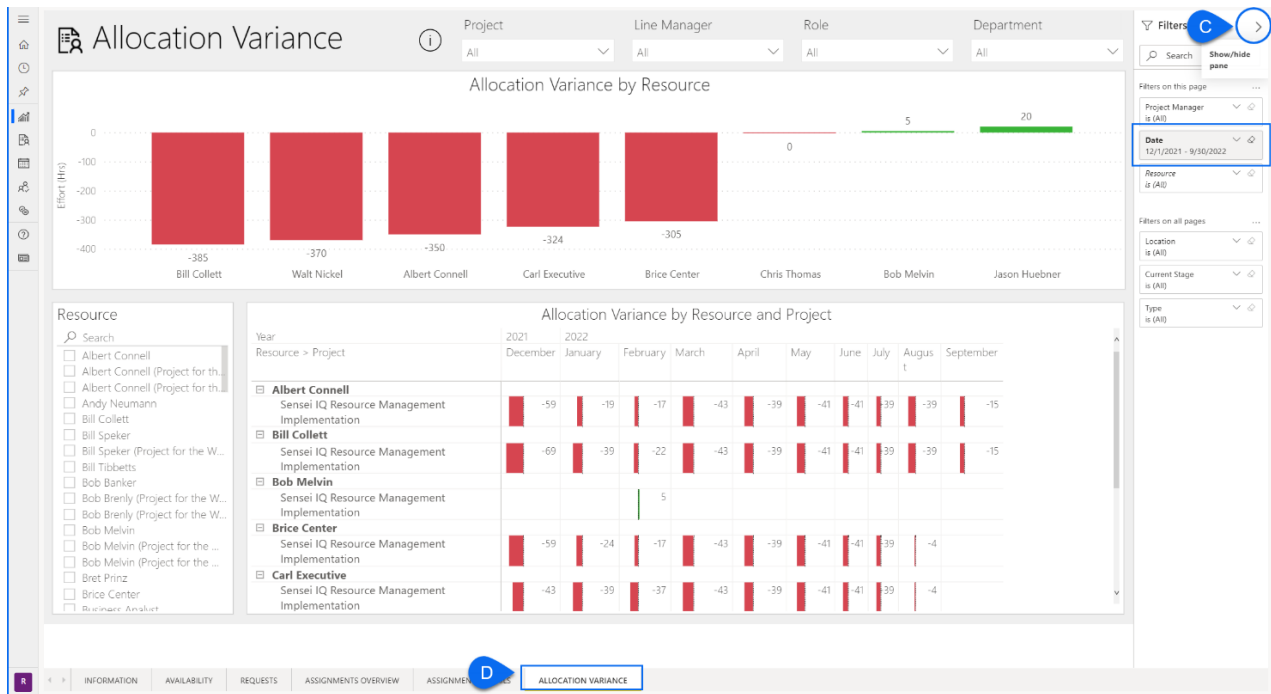 Allocation Variance
i
Project
All
Line Manager
All
Role
All
Department
All
Allocation Variance by Resource
Effort (Hrs)
0
-100
-200
-300
-400
-385
-370
-350
-324
-305
0
5
20
Bill Collett
Walt Nickel
Albert Connell
Carl Executive
Brice Center
Chris Thomas
Bob Melvin
Jason Huebner
Resource
Search
Albert Connell
Albert Connell (Project for th...
Albert Connell (Project for th...
Andy Neumann
Bill Collett
Bill Speker
Bill Speker (Project for the W...
Bill Tibbetts
Bob Banker
Bob Brenly (Project for the W...
Bob Brenly (Project for the W...
Bob Melvin
Bob Melvin (Project for the ...
Bob Melvin (Project for the ...
Bret Prinz
Brice Center
Business Analyst
Allocation Variance by Resource and Project
Year 2021 2022
Resource > Project December January February March April May June July Augus September
t
Albert Connell
Sensei IQ Resource Management -59 -19 -17 -43 -39 -41 -41 -39 -39 -15
Implementation
Bill Collett
Sensei IQ Resource Management -69 -39 -22 -43 -39 -41 -41 -39 -39 -15
Implementation
Bob Melvin
Sensei IQ Resource Management 5
Implementation
Brice Center
Sensei IQ Resource Management -59 -24 -17 -43 -39 -41 -41 -39 -4
Implementation
Carl Executive
Sensei IQ Resource Management -43 -39 -37 -43 -39 -41 -41 -39 -4
Implementation
Filters
C
Search
Show/hide
pane
Filters on this page ...
Project Manager
is (All)
Date
12/1/2021 - 9/30/2022
Resource
is (All)
Filters on all pages ...
Location
is (All)
Current Stage
is (All)
Type
is (All)
R
INFORMATION
AVAILABILITY
REQUESTS
ASSIGNMENTS OVERVIEW
D
ALLOCATION VARIANCE